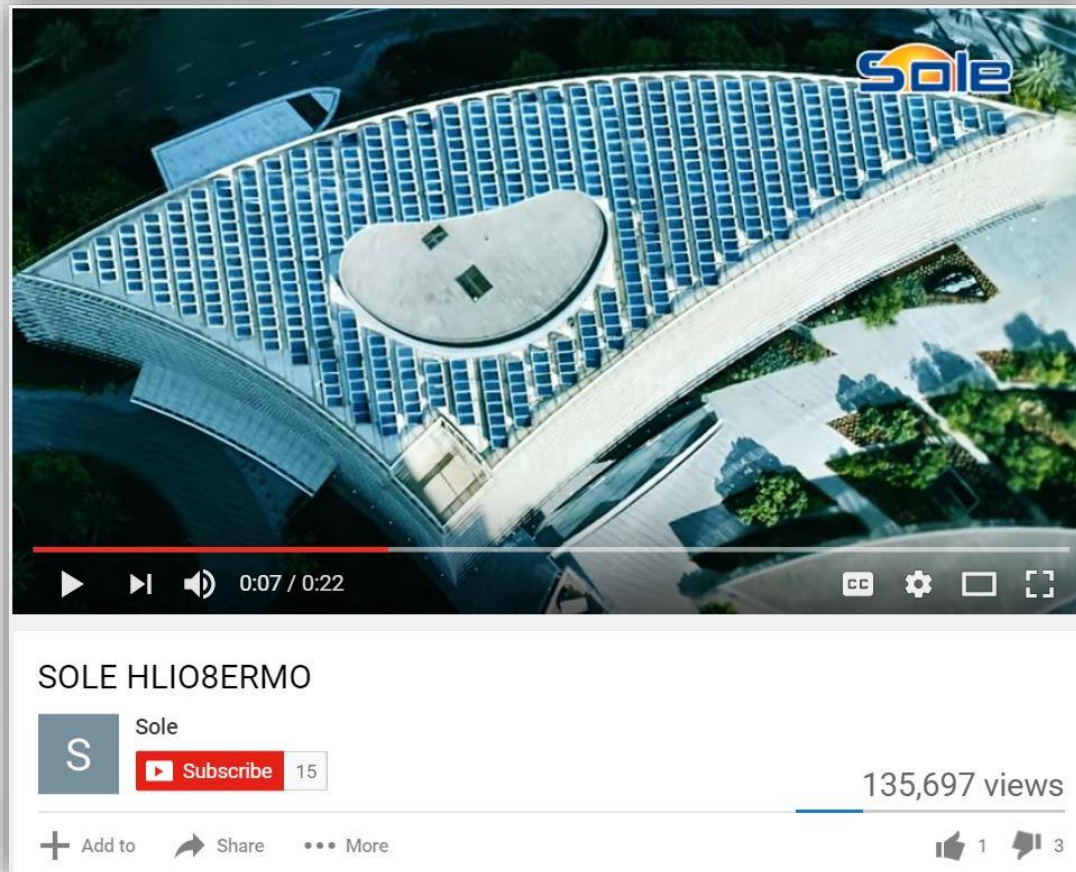 Sole
CC
0:07 / 0:22
SOLE HLIO8ERMO
S
Sole
Subscribe 15
135,697 views
Add to Share More 1 3